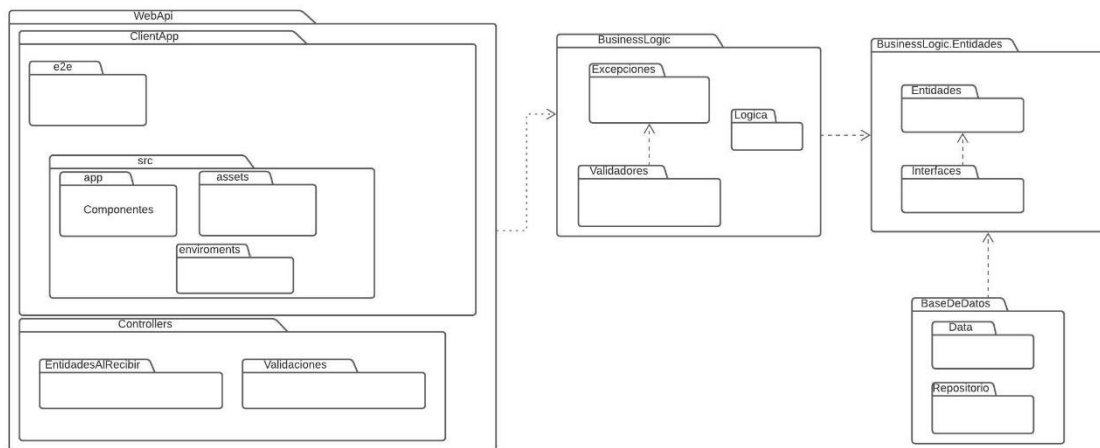 WebApi
ClientApp
e2e
src
app
Componentes
assets
enviroments
Controllers
EntidadesAlRecibir
Validaciones
BusinessLogic
Excepciones
Logica
Validadores
BusinessLogic.Entidades
Entidades
Interfaces
BaseDeDatos
Data
Repositorio